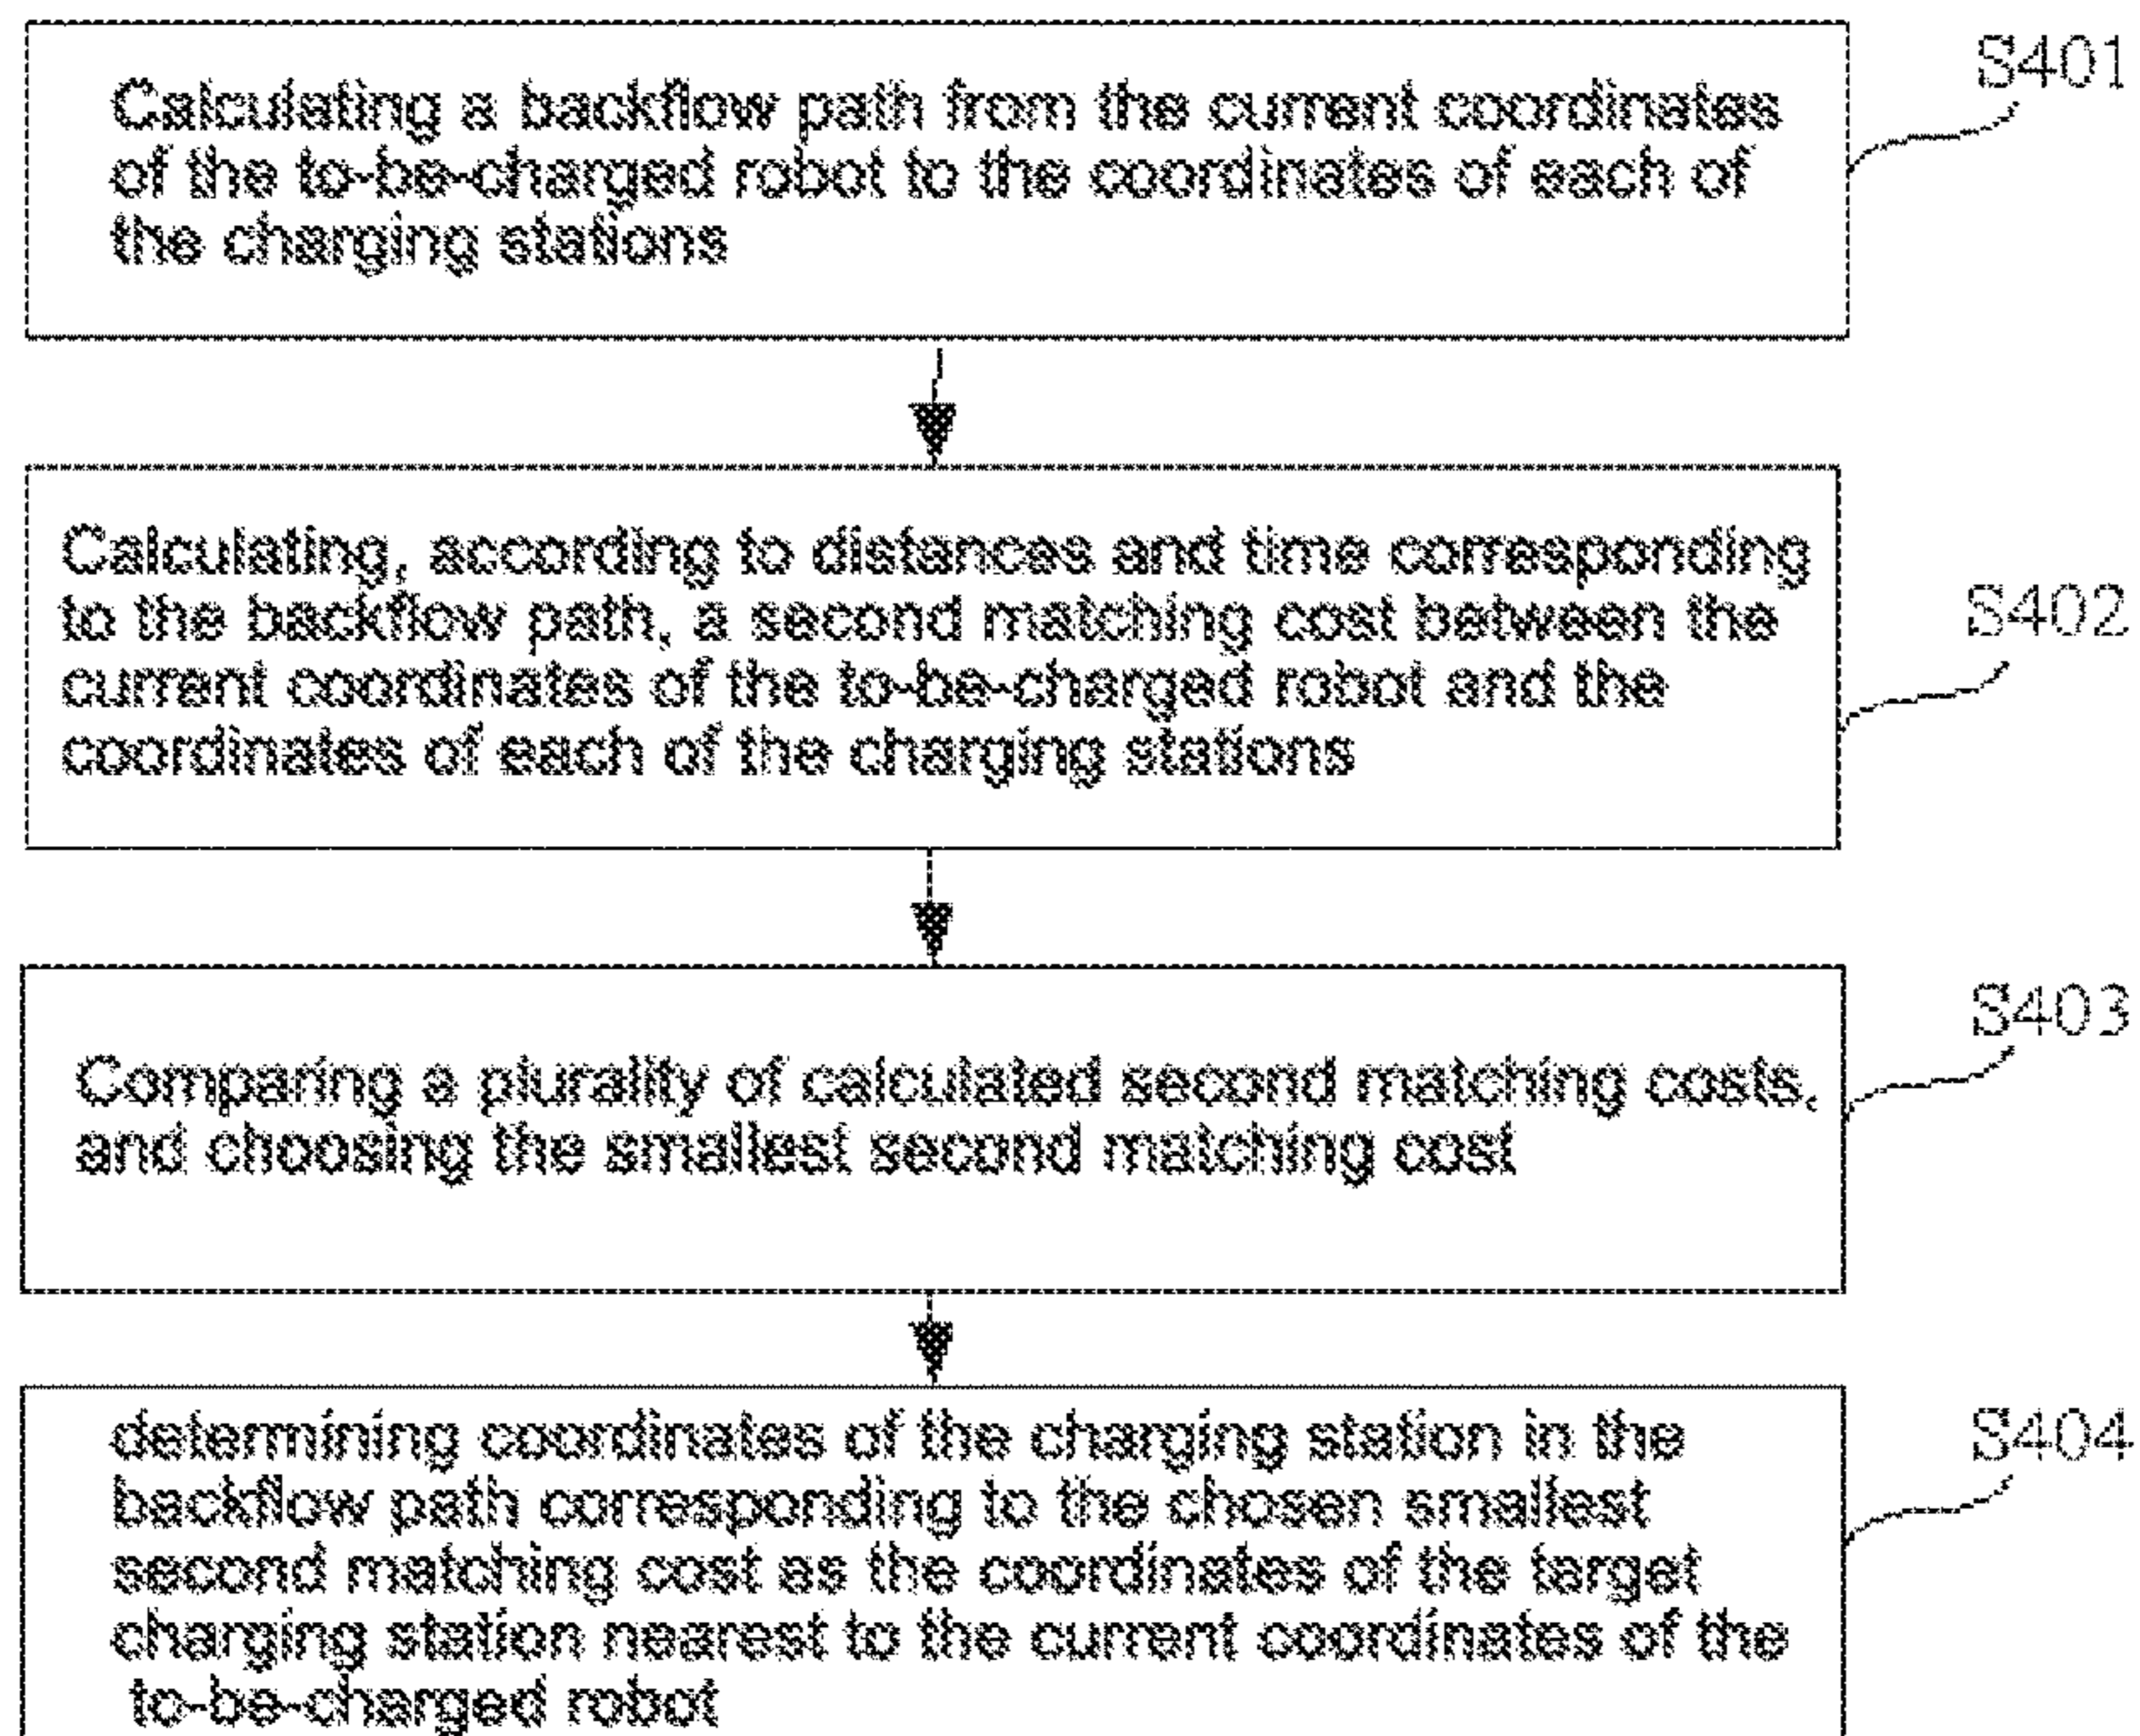 Calculating a backflow path from the current coordinates
of the to-be-charged robot to the coordinates of each of
the charging stations
S401
Calculating, according to distances and time corresponding
to the backflow path, a second matching cost between the
current coordinates of the to-be-charged robot and the
coordinates of each of the charging stations
S402
Comparing a plurality of calculated second matching costs,
and choosing the smallest second matching cost
S403
determining coordinates of the charging station in the
backflow path corresponding to the chosen smallest
second matching cost as the coordinates of the target
charging station nearest to the current coordinates of the
to-be-charged robot
S404